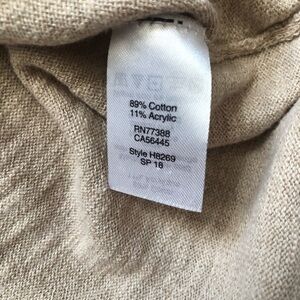 89% Cotton
11% Acrylic
RN77388
CA56445
Style H8269
SP 18